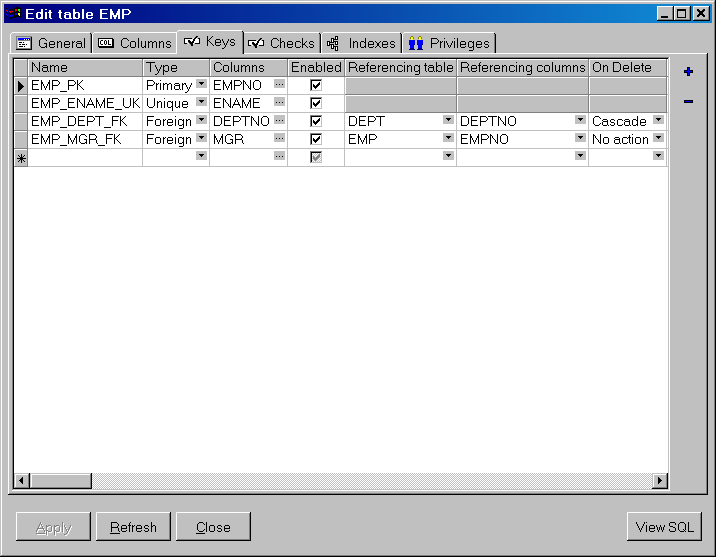 Edit table EMP
General Columns Keys Checks Indexes Privileges
Name Type Columns Enabled Referencing table Referencing columns On Delete
EMP_PK Primary EMPNO ...
EMP_ENAME_UK Unique ENAME ...
EMP_DEPT_FK Foreign DEPTNO ... DEPT DEPTNO Cascade
EMP_MGR_FK Foreign MGR ... EMP EMPNO No action
...
Apply Refresh Close View SQL